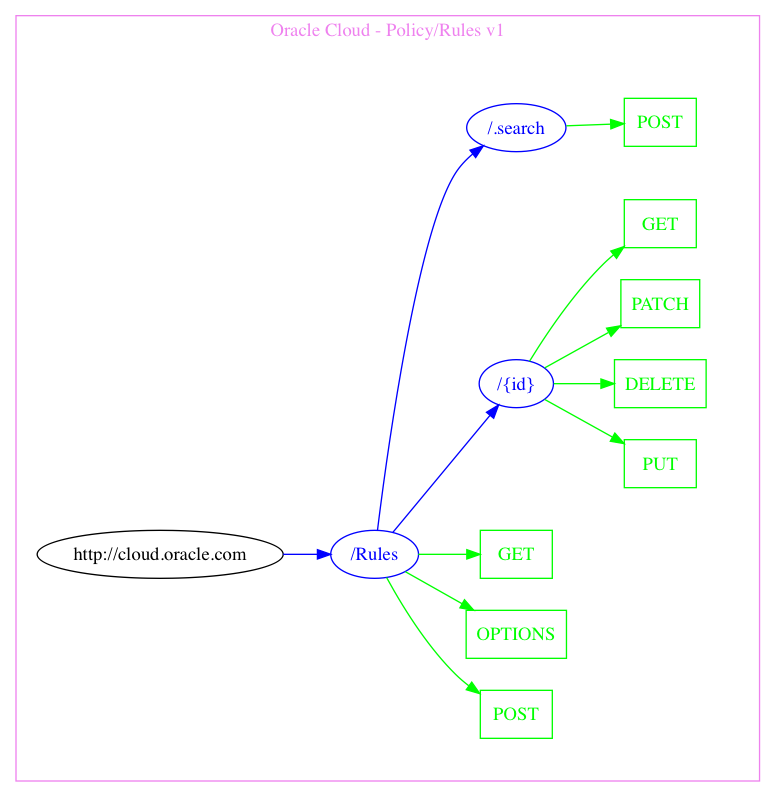 Oracle Cloud - Policy/Rules v1
/.search
POST
GET
PATCH
/{id}
DELETE
PUT
http://cloud.oracle.com
/Rules
GET
OPTIONS
POST